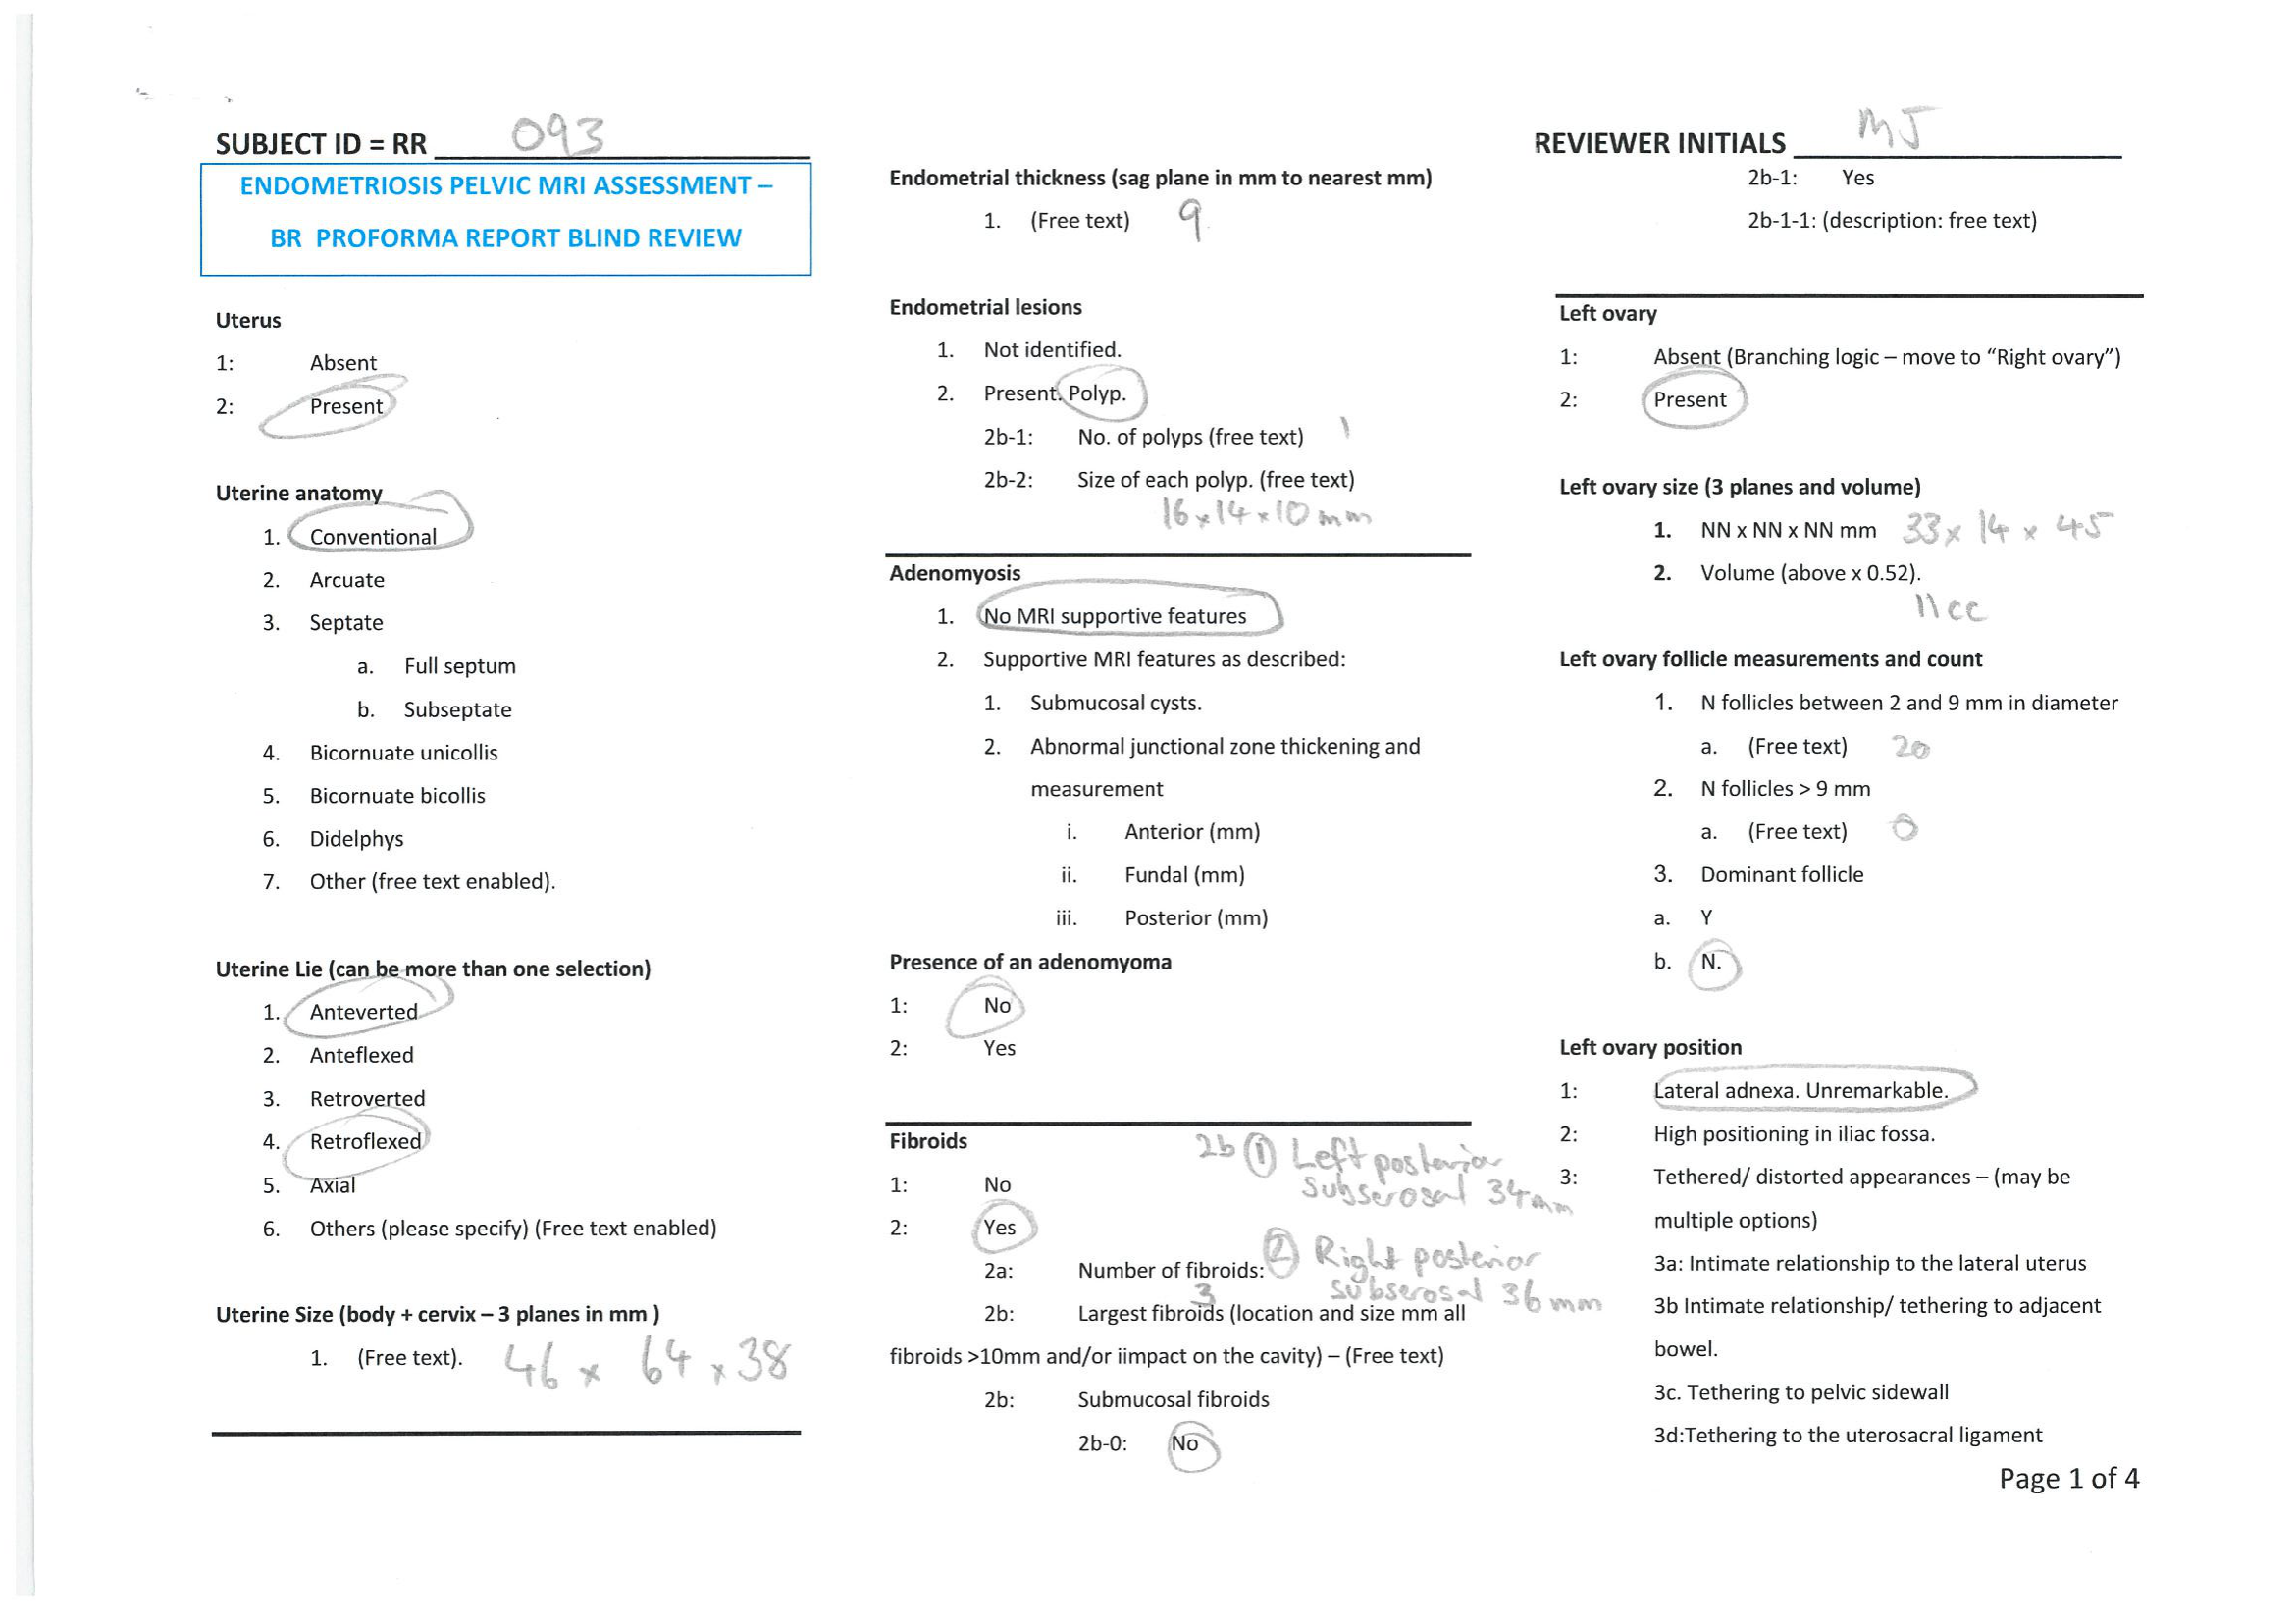 SUBJECT ID = RR 093
ENDOMETRIOSIS PELVIC MRI ASSESSMENT –
BR PROFORMA REPORT BLIND REVIEW
Uterus
1: Absent
2: Present
Uterine anatomy
1. Conventional
2. Arcuate
3. Septate
a. Full septum
b. Subseptate
4. Bicornuate unicollis
5. Bicornuate bicollis
6. Didelphys
7. Other (free text enabled).
Uterine Lie (can be more than one selection)
1. Anteverted
2. Anteflexed
3. Retroverted
4. Retroflexed
5. Axial
6. Others (please specify) (Free text enabled)
Uterine Size (body + cervix – 3 planes in mm )
1. (Free text). 46 x 64 x 38
Endometrial thickness (sag plane in mm to nearest mm)
1. (Free text) 9
Endometrial lesions
1. Not identified.
2. Present. Polyp.
2b-1: No. of polyps (free text) 1
2b-2: Size of each polyp. (free text)
16 x 14 x 10 mm
Adenomyosis
1. No MRI supportive features
2. Supportive MRI features as described:
1. Submucosal cysts.
2. Abnormal junctional zone thickening and
measurement
i. Anterior (mm)
ii. Fundal (mm)
iii. Posterior (mm)
Presence of an adenomyoma
1: No
2: Yes
Fibroids
2b ① Left posterior
subserosal 34mm
1: No
2: Yes
② Right posterior
subserosal 36mm
2a: Number of fibroids:
3
2b: Largest fibroids (location and size mm all
fibroids >10mm and/or iimpact on the cavity) – (Free text)
2b: Submucosal fibroids
2b-0: No
REVIEWER INITIALS MJ
2b-1: Yes
2b-1-1: (description: free text)
Left ovary
1: Absent (Branching logic – move to “Right ovary”)
2: Present
Left ovary size (3 planes and volume)
1. NN x NN x NN mm 33 x 14 x 45
2. Volume (above x 0.52).
11cc
Left ovary follicle measurements and count
1. N follicles between 2 and 9 mm in diameter
a. (Free text) 20
2. N follicles > 9 mm
a. (Free text) 0
3. Dominant follicle
a. Y
b. N.
Left ovary position
1: Lateral adnexa. Unremarkable.
2: High positioning in iliac fossa.
3: Tethered/ distorted appearances – (may be
multiple options)
3a: Intimate relationship to the lateral uterus
3b Intimate relationship/ tethering to adjacent
bowel.
3c. Tethering to pelvic sidewall
3d:Tethering to the uterosacral ligament
Page 1 of 4